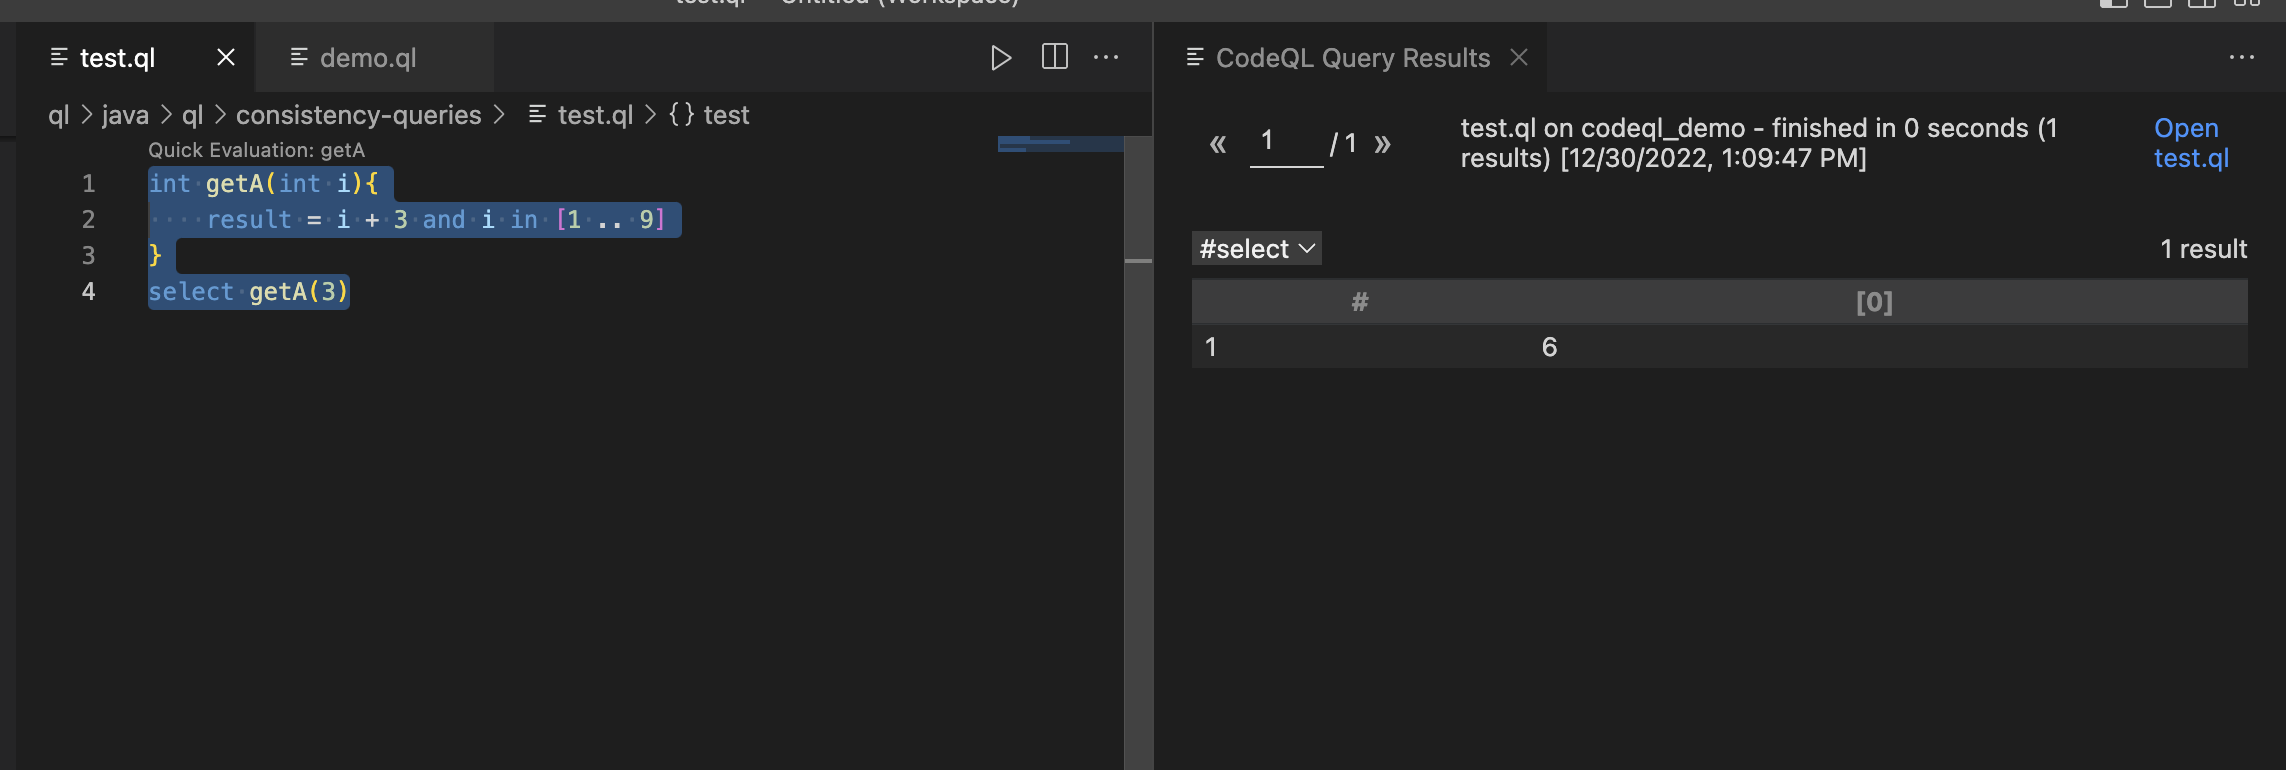 test.ql — Untitled (Workspace)
test.ql
demo.ql
CodeQL Query Results
ql > java > ql > consistency-queries > test.ql > {} test
Quick Evaluation: getA
1 int getA(int i){
2 ····result = i + 3 and i in [1 .. 9]
3 }
4 select getA(3)
« 1 / 1 »
test.ql on codeql_demo - finished in 0 seconds (1
results) [12/30/2022, 1:09:47 PM]
Open
test.ql
#select
1 result
# [0]
1 6